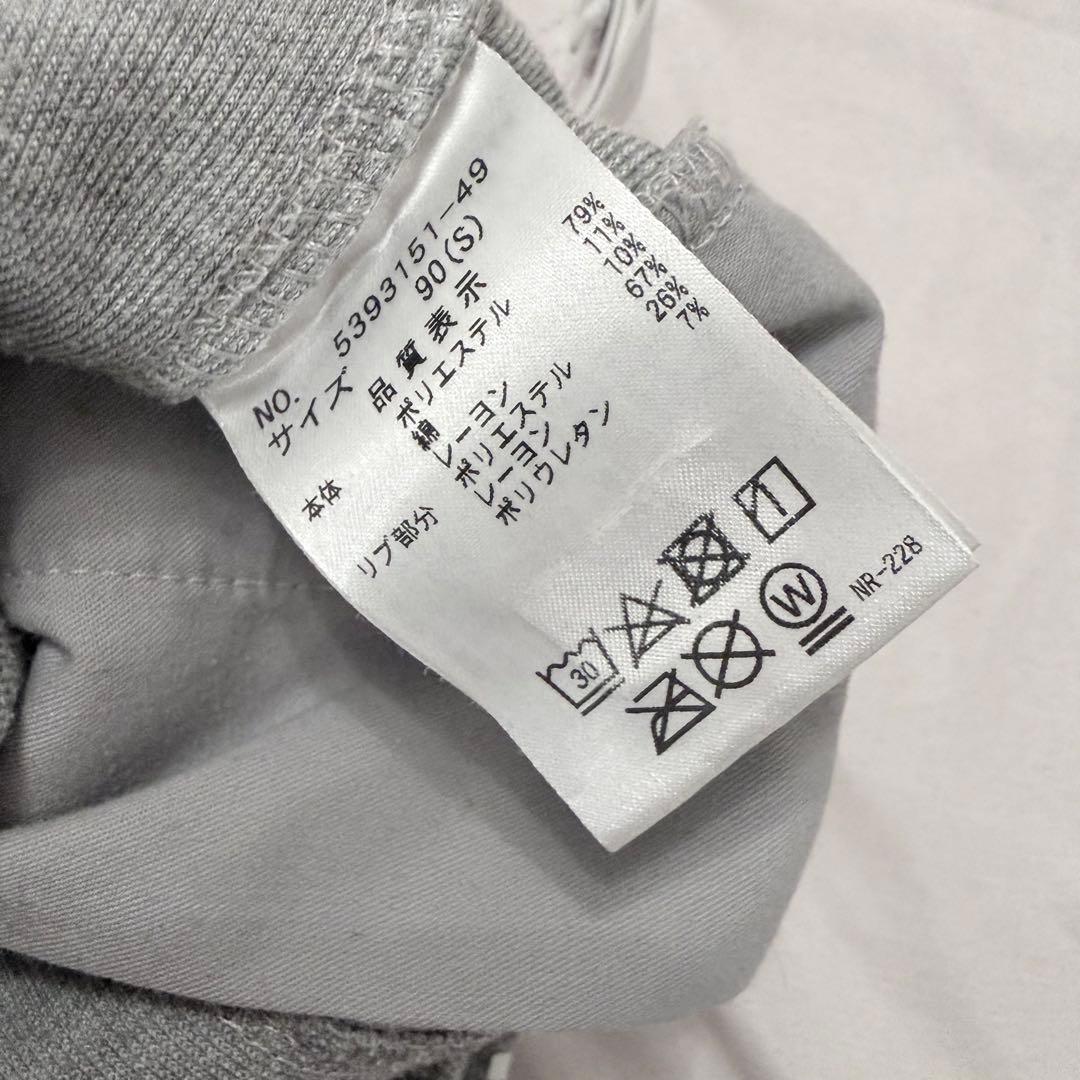 NO. 5393151-49
サイズ 90(S)
品質表示
本体 ポリエステル 79%
綿 11%
レーヨン 10%
リブ部分 ポリエステル 67%
レーヨン 26%
ポリウレタン 7%
30
W
NR-228